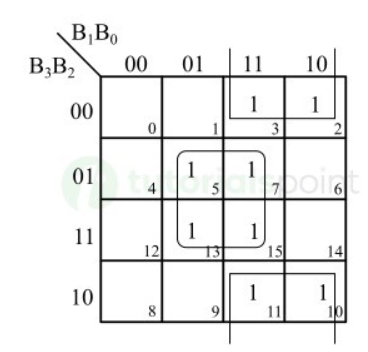 B₁B₀
B₃B₂ 00 01 11 10
00 1 1
0 1 3 2
01 1 1
4 5 7 6
tutorialspoint
11 1 1
12 13 15 14
10 1 1
8 9 11 10